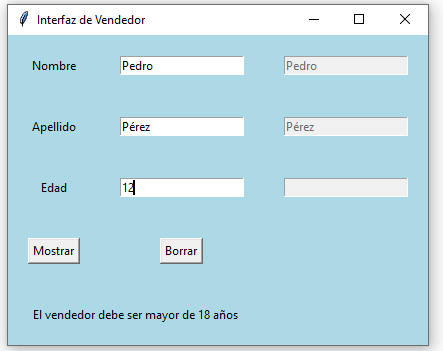 Interfaz de Vendedor
Nombre Pedro Pedro
Apellido Pérez Pérez
Edad 12
Mostrar Borrar
El vendedor debe ser mayor de 18 años